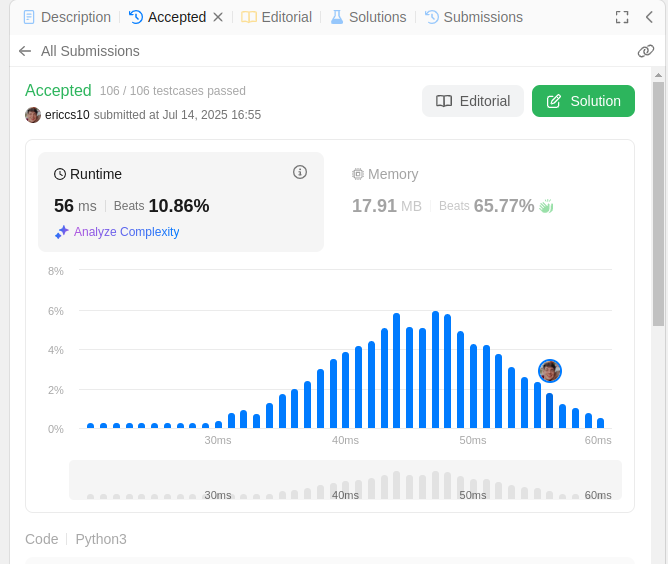 Description Accepted Editorial Solutions Submissions
All Submissions
Accepted 106 / 106 testcases passed
ericcs10 submitted at Jul 14, 2025 16:55
Editorial
Solution
Runtime
56 ms Beats 10.86%
Analyze Complexity
Memory
17.91 MB Beats 65.77%
8%
6%
4%
2%
0%
30ms 40ms 50ms 60ms
30ms 40ms 50ms 60ms
Code Python3